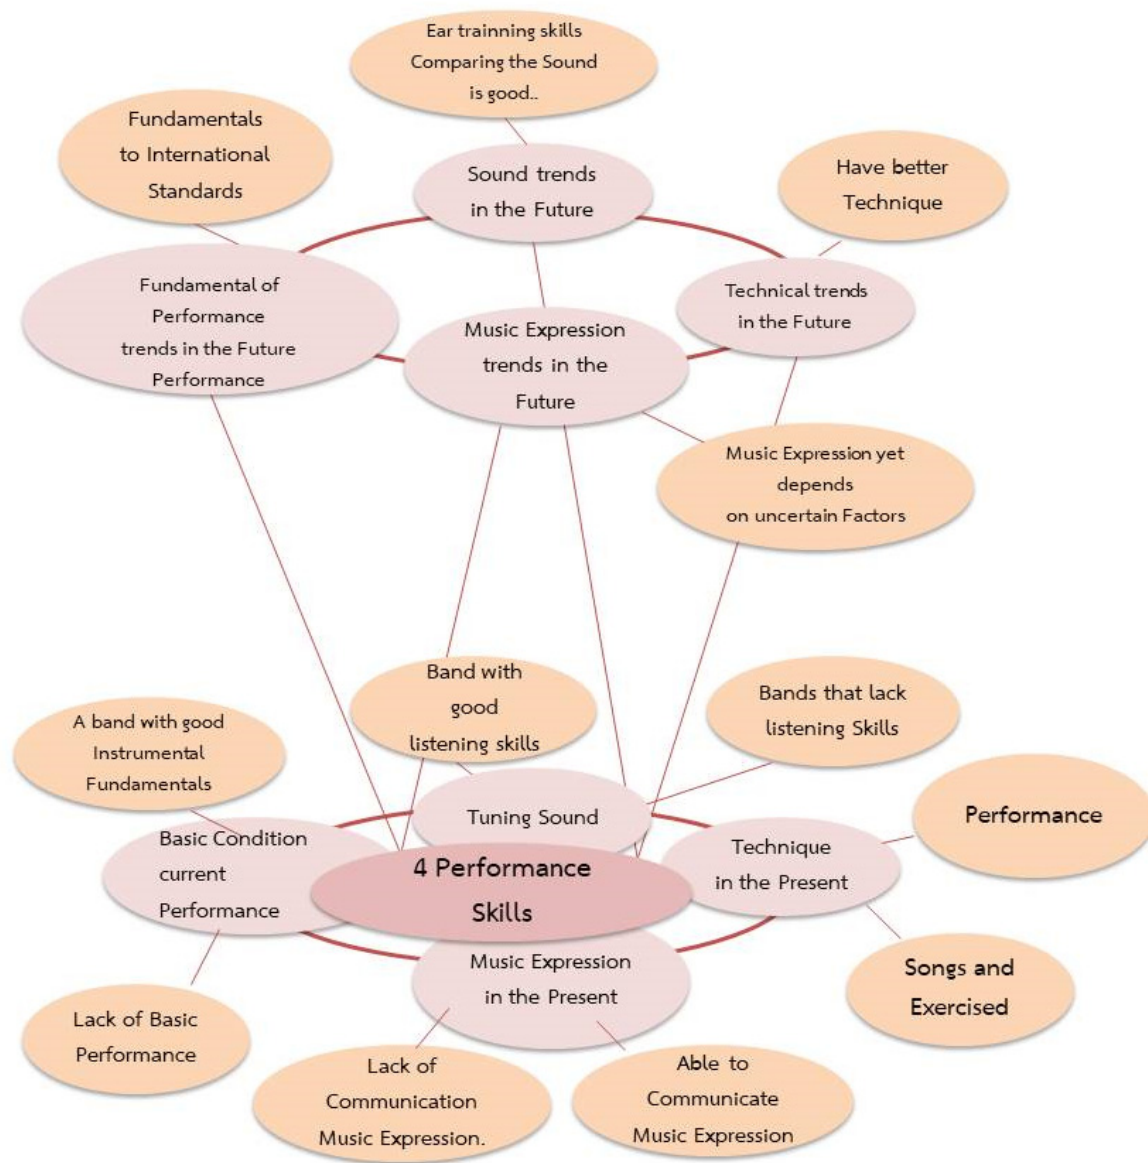 Ear trainning skills
Comparing the Sound
is good..
Fundamentals
to International
Standards
Sound trends
in the Future
Have better
Technique
Fundamental of
Performance
trends in the Future
Performance
Music Expression
trends in the
Future
Technical trends
in the Future
Music Expression yet
depends
on uncertain Factors
Band with
good
listening skills
Bands that lack
listening Skills
A band with good
Instrumental
Fundamentals
Tuning Sound
Performance
Basic Condition
current
Performance
4 Performance
Skills
Technique
in the Present
Music Expression
in the Present
Songs and
Exercised
Lack of Basic
Performance
Lack of
Communication
Music Expression.
Able to
Communicate
Music Expression